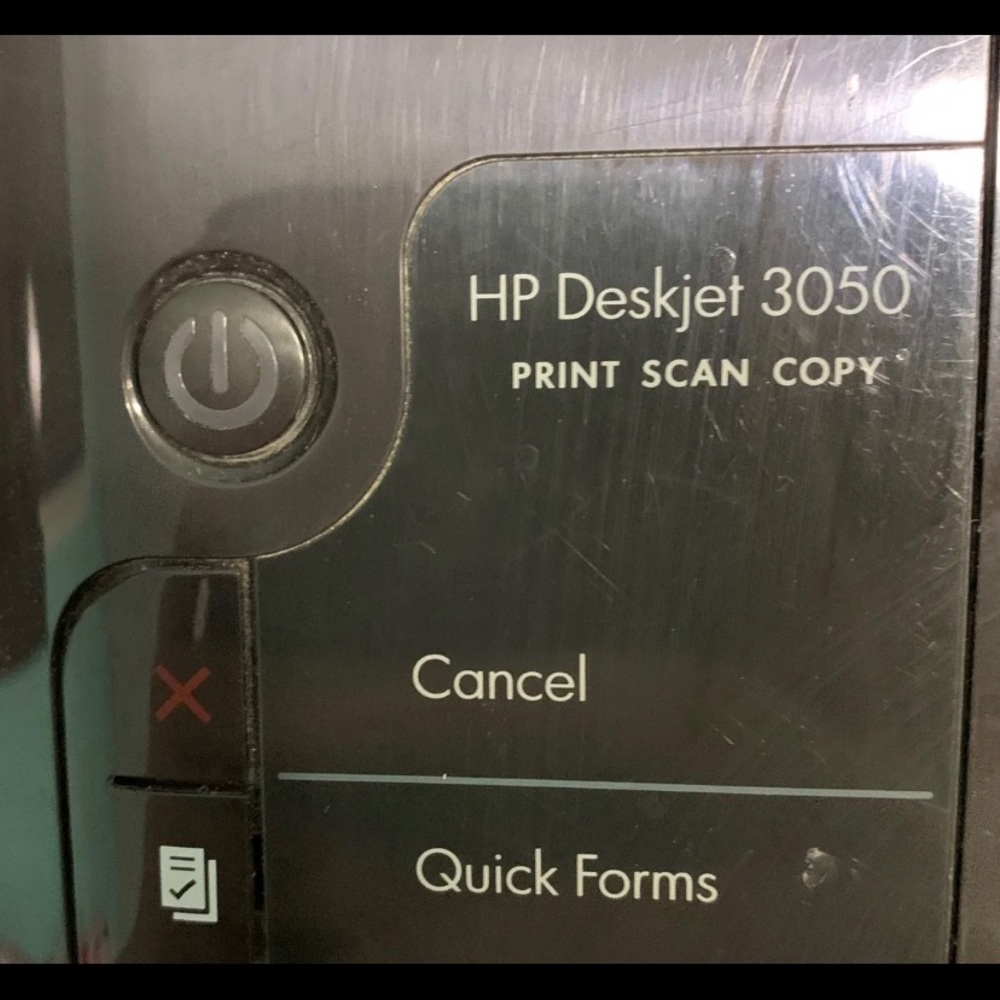 HP Deskjet 3050
PRINT SCAN COPY
Cancel
Quick Forms